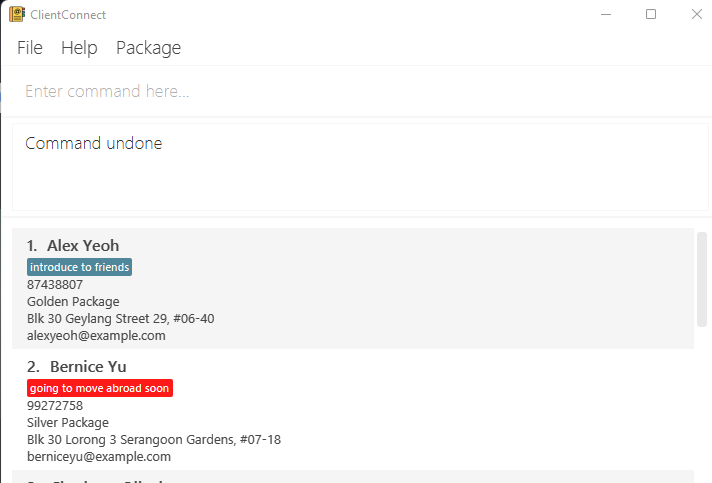 ClientConnect
File Help Package
Enter command here...
Command undone
1. Alex Yeoh
introduce to friends
87438807
Golden Package
Blk 30 Geylang Street 29, #06-40
alexyeoh@example.com
2. Bernice Yu
going to move abroad soon
99272758
Silver Package
Blk 30 Lorong 3 Serangoon Gardens, #07-18
berniceyu@example.com